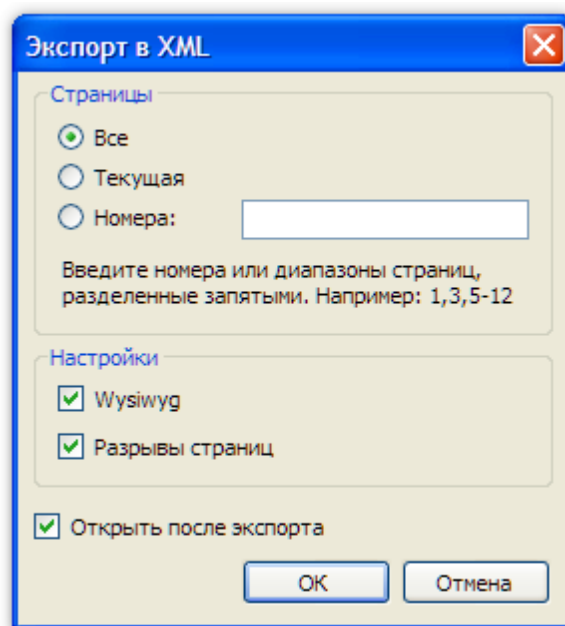 Экспорт в XML
Страницы
Все
Текущая
Номера:
Введите номера или диапазоны страниц,
разделенные запятыми. Например: 1,3,5-12
Настройки
Wysiwyg
Разрывы страниц
Открыть после экспорта
OK Отмена